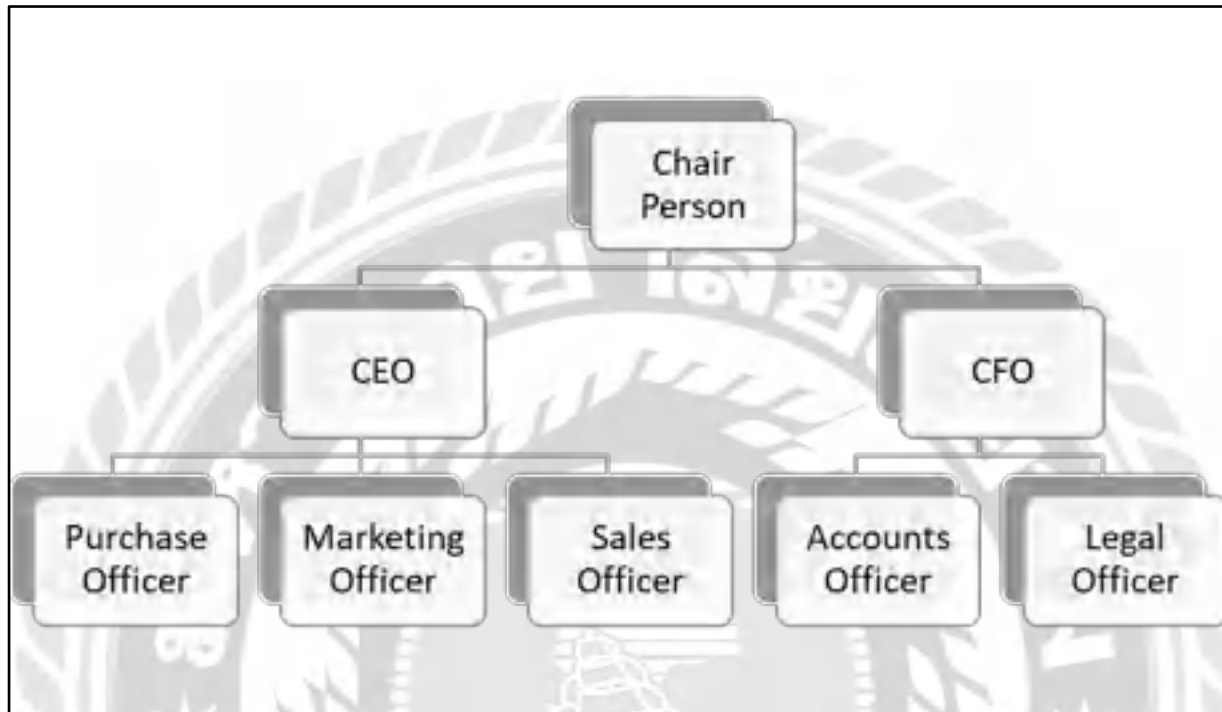 Chair
Person
CEO
CFO
Purchase
Officer
Marketing
Officer
Sales
Officer
Accounts
Officer
Legal
Officer